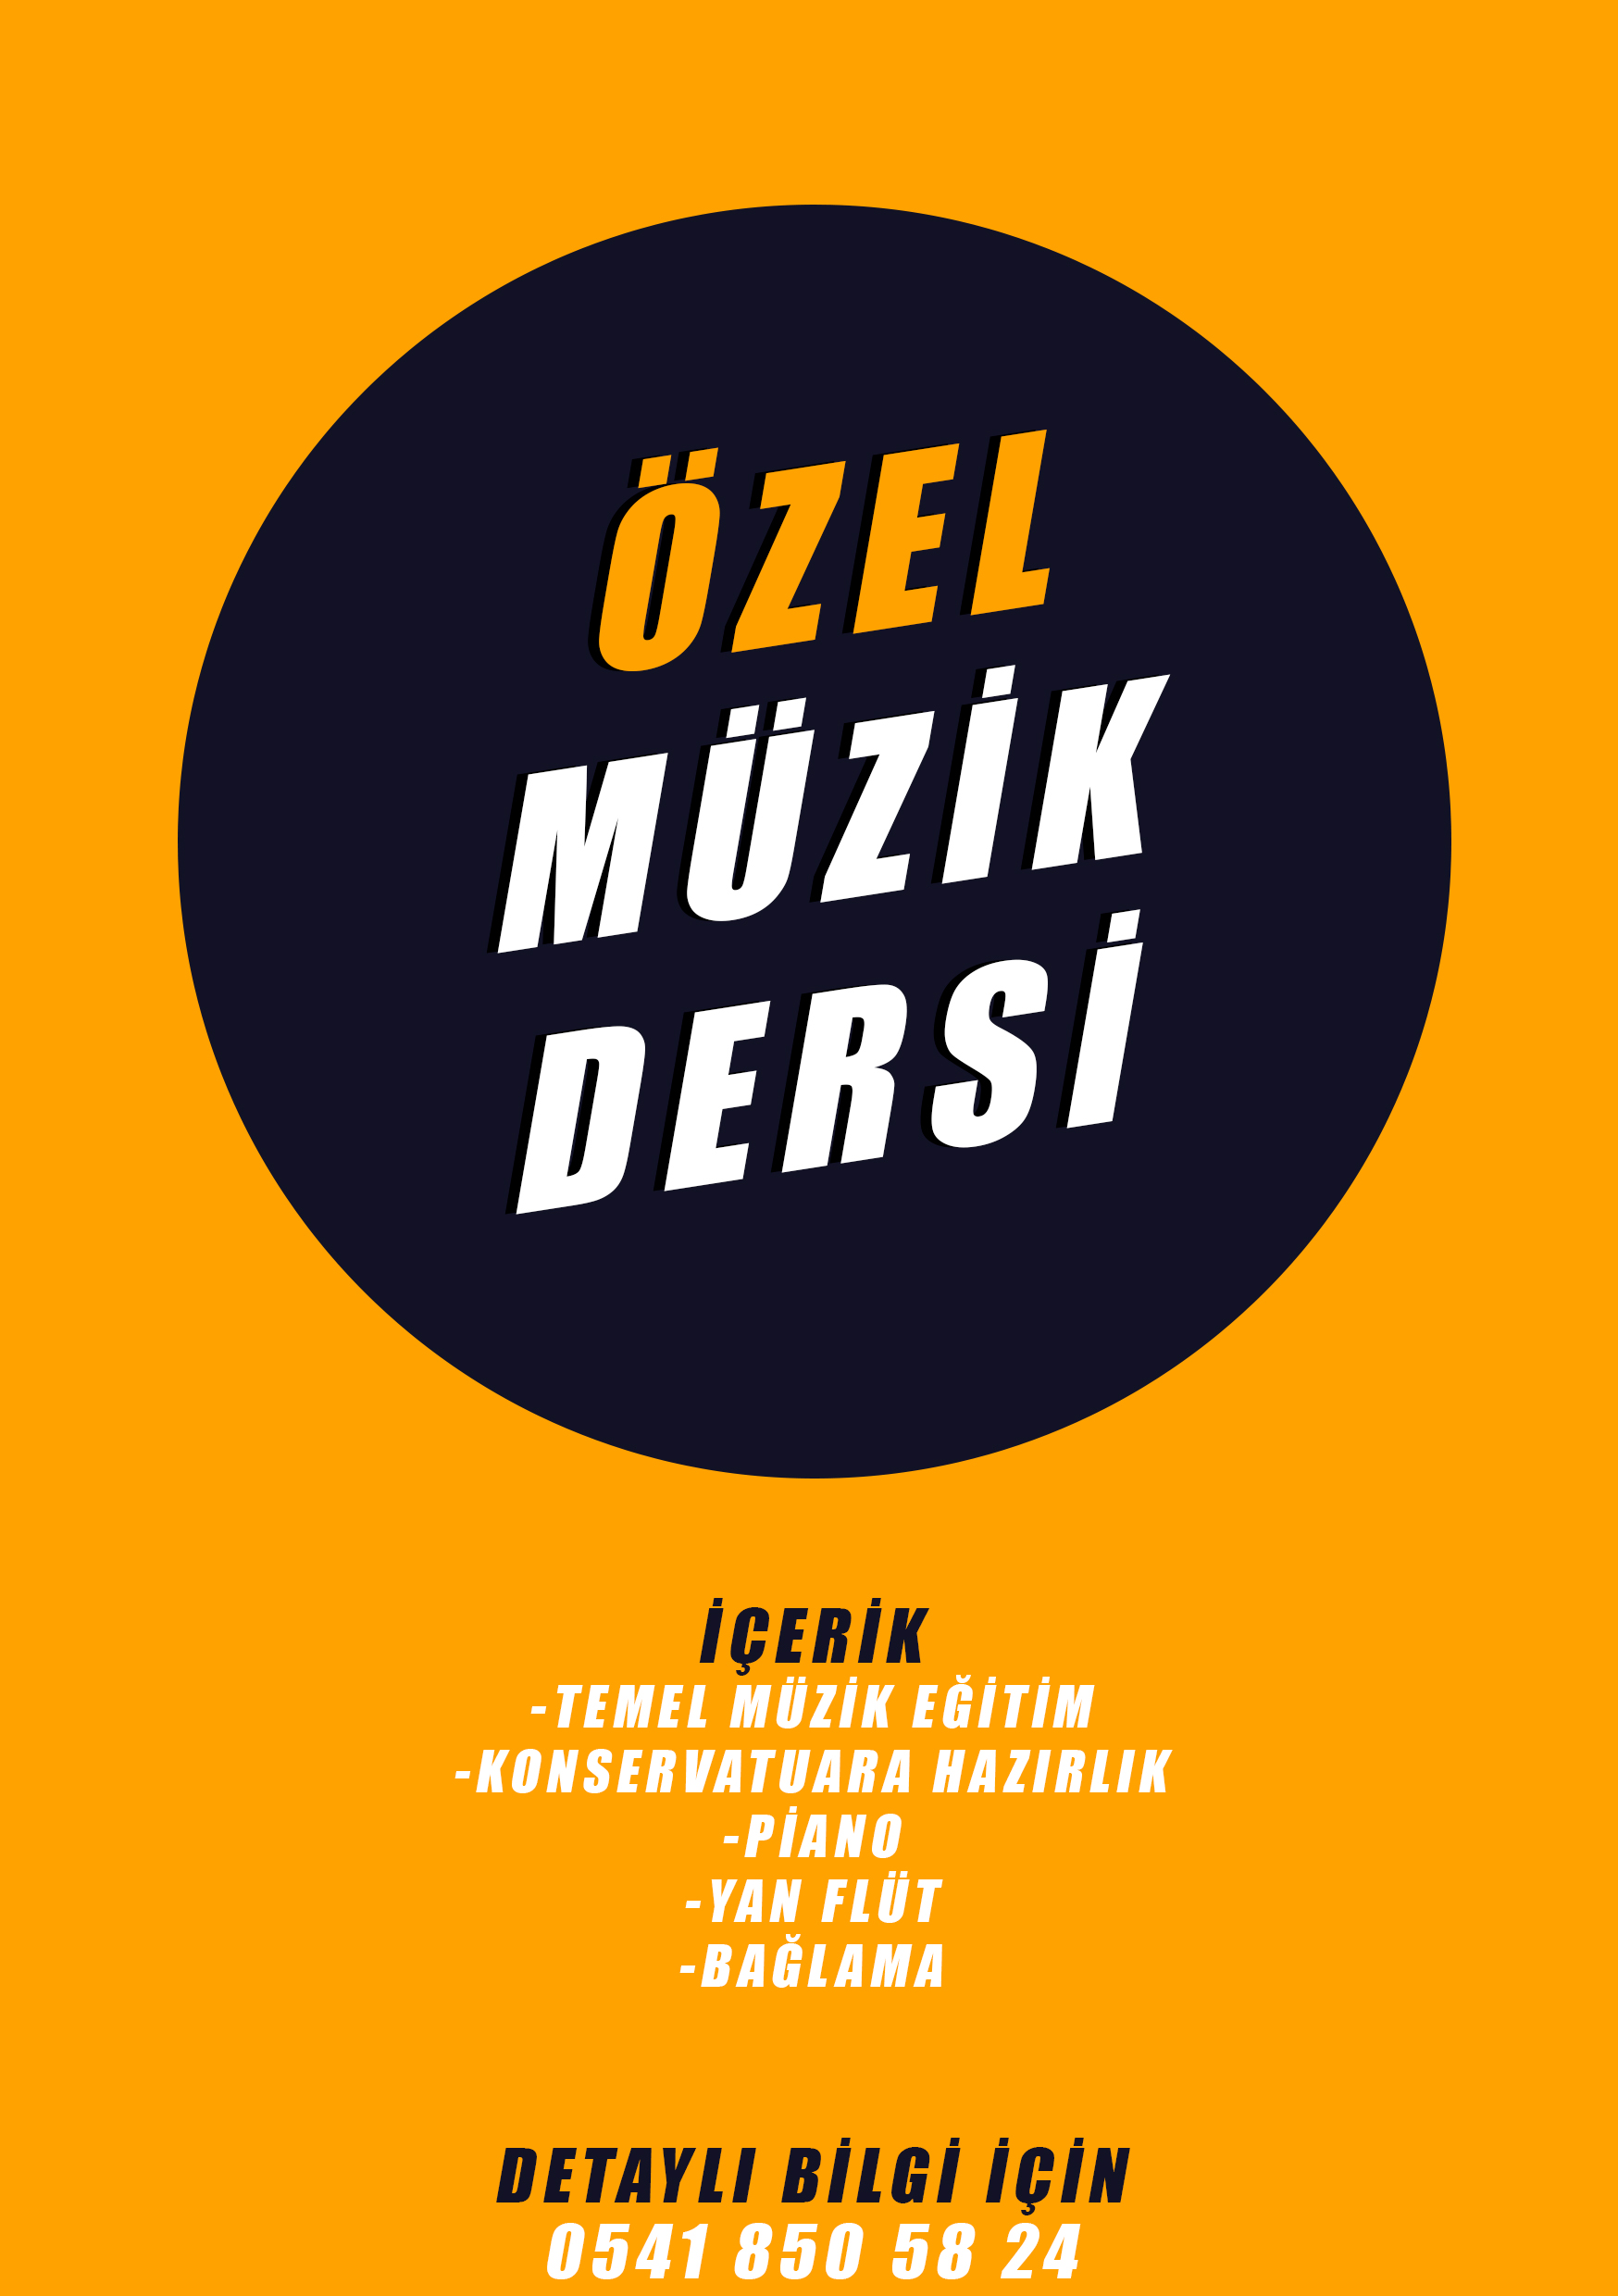 ÖZEL
MÜZİK
DERSİ
İÇERİK
-TEMEL MÜZİK EĞİTİM
-KONSERVATUARA HAZIRLIK
-PİANO
-YAN FLÜT
-BAĞLAMA
DETAYLI BİLGİ İÇİN
0541 850 58 24